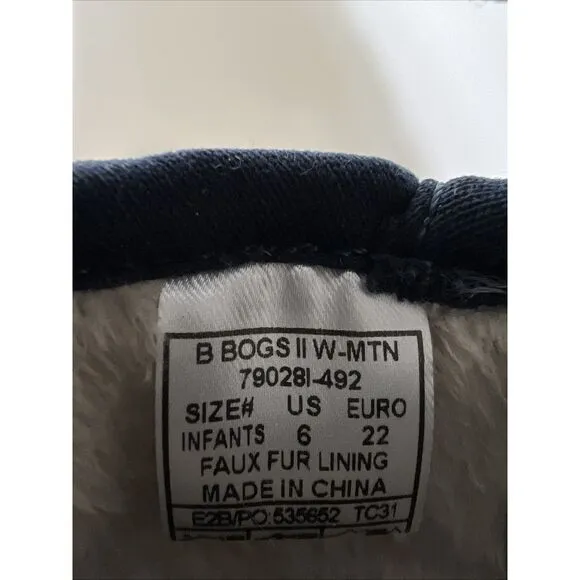 B BOGS II W-MTN
79028I-492
SIZE# US EURO
INFANTS 6 22
FAUX FUR LINING
MADE IN CHINA
E2B/PO:535652 TC31